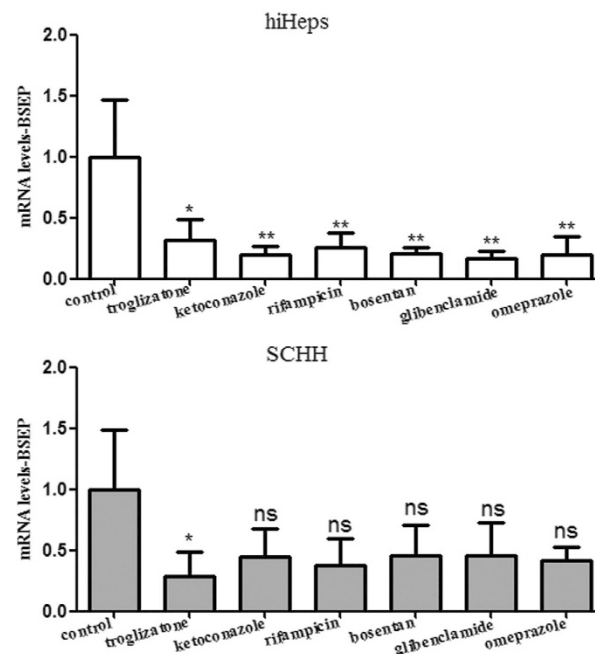 hiHeps
mRNA levels-BSEP
2.0
1.5
1.0
0.5
0.0
*
**
**
**
**
**
control
troglizatone
ketoconazole
rifampicin
bosentan
glibenclamide
omeprazole
SCHH
mRNA levels-BSEP
2.0
1.5
1.0
0.5
0.0
*
ns
ns
ns
ns
ns
control
troglizatone
ketoconazole
rifampicin
bosentan
glibenclamide
omeprazole